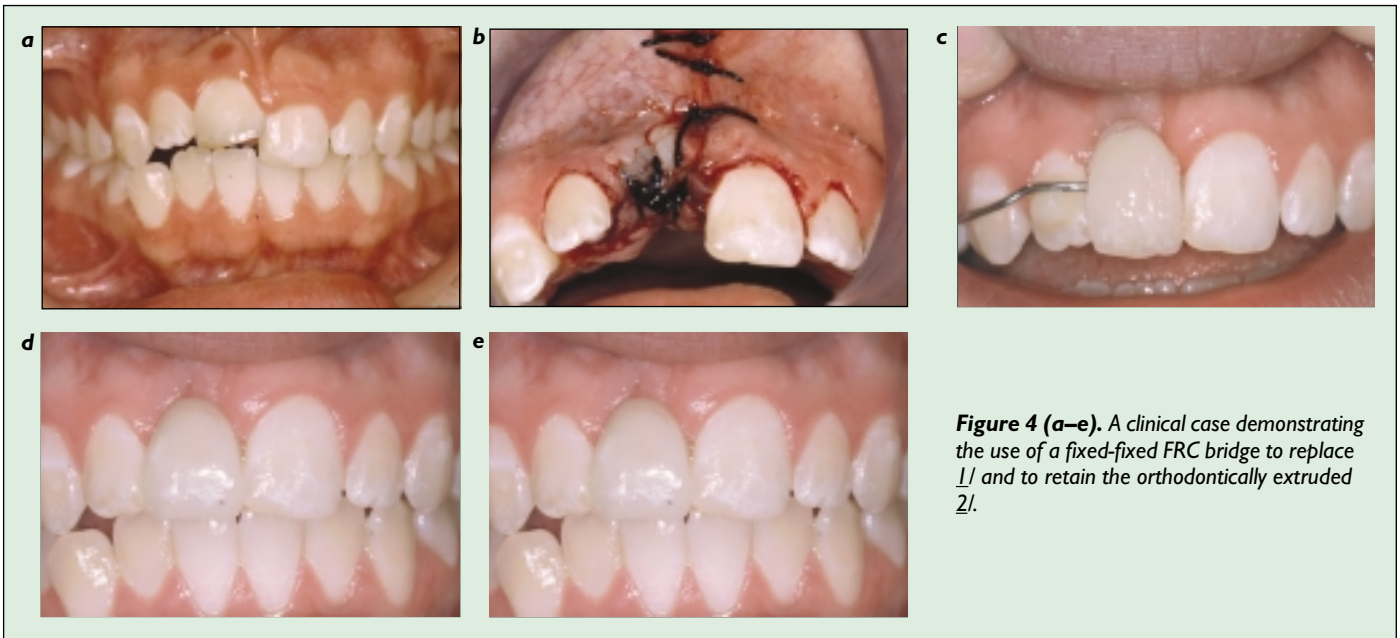 a
b
c
d
e
Figure 4 (a–e). A clinical case demonstrating
the use of a fixed-fixed FRC bridge to replace
1/ and to retain the orthodontically extruded
2/.